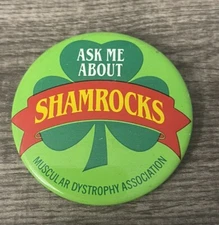 ASK ME
ABOUT
SHAMROCKS
MUSCULAR DYSTROPHY ASSOCIATION